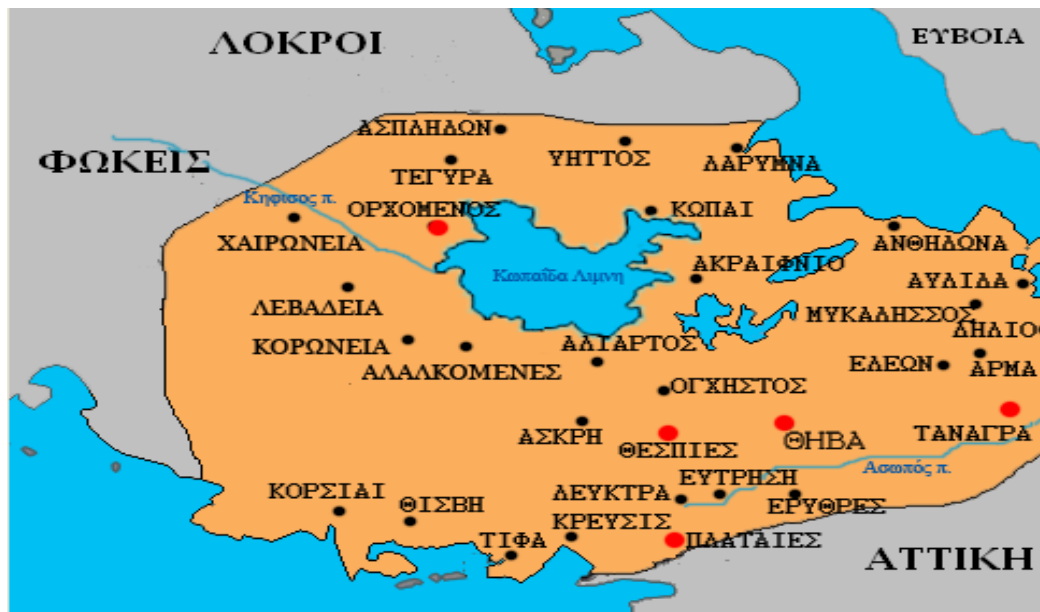 ΛΟΚΡΟΙ
ΕΥΒΟΙΑ
ΑΣΠΛΗΔΩΝ
ΥΗΤΤΟΣ
ΛΑΡΥΜΝΑ
ΦΩΚΕΙΣ
ΤΕΓΥΡΑ
Κηφισος π.
ΟΡΧΟΜΕΝΟΣ
ΚΩΠΑΙ
ΧΑΙΡΩΝΕΙΑ
ΑΝΘΗΔΩΝΑ
Κωπαΐδα Λιμνη
ΑΚΡΑΙΦΝΙΟ
ΑΥΛΙΔΑ
ΛΕΒΑΔΕΙΑ
ΜΥΚΑΛΗΣΣΟΣ
ΔΗΛΙΟ
ΚΟΡΩΝΕΙΑ
ΑΛΙΑΡΤΟΣ
ΑΛΑΛΚΟΜΕΝΕΣ
ΕΛΕΩΝ
ΑΡΜΑ
ΟΓΧΗΣΤΟΣ
ΑΣΚΡΗ
ΘΕΣΠΙΕΣ
ΘΗΒΑ
ΤΑΝΑΓΡΑ
Ασωπός π.
ΚΟΡΣΙΑΙ
ΘΙΣΒΗ
ΛΕΥΚΤΡΑ
ΕΥΤΡΗΣΗ
ΕΡΥΘΡΕΣ
ΚΡΕΥΣΙΣ
ΤΙΦΑ
ΠΛΑΤΑΙΕΣ
ΑΤΤΙΚΗ